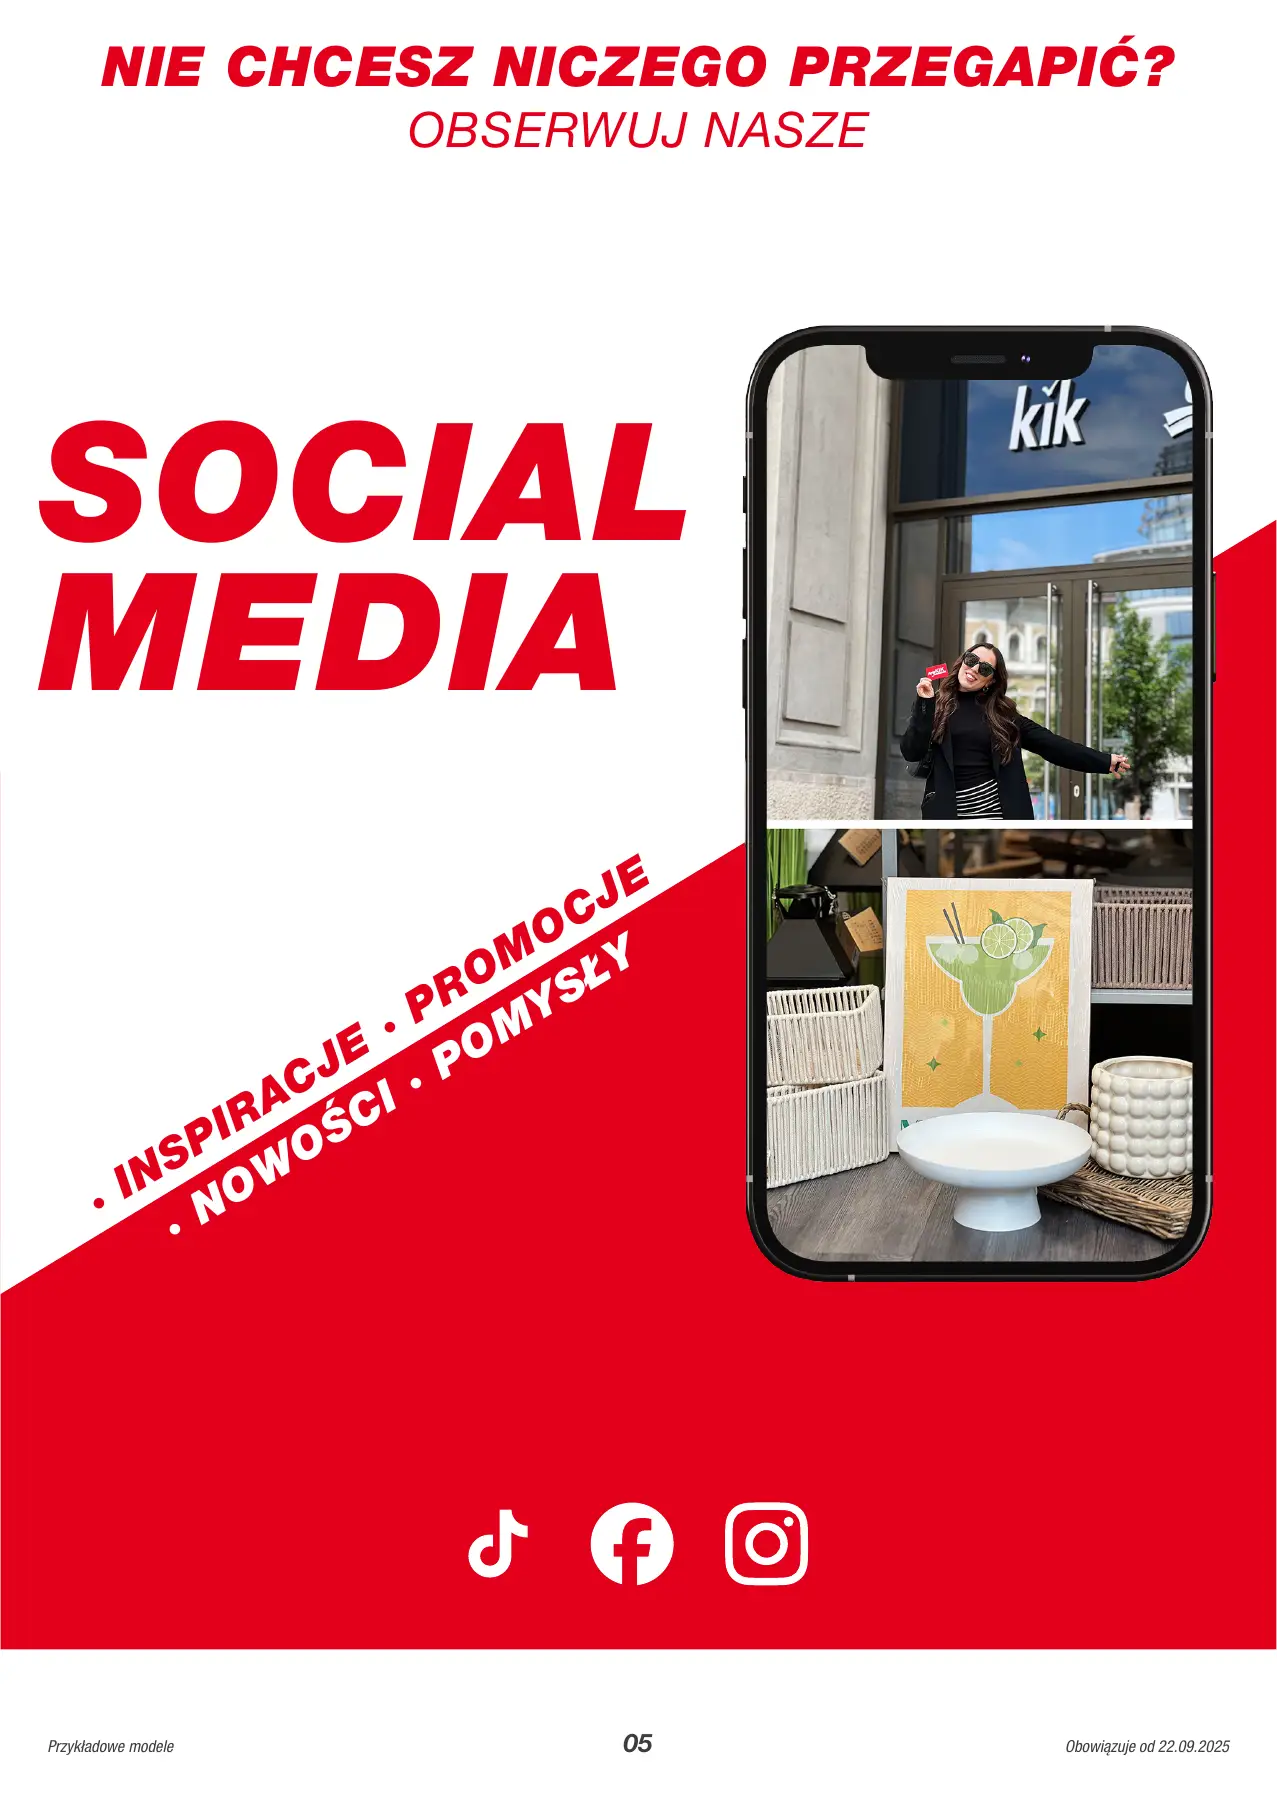 NIE CHCESZ NICZEGO PRZEGAPIĆ?
OBSERWUJ NASZE
SOCIAL
MEDIA
kik
• INSPIRACJE • PROMOCJE
• NOWOŚCI • POMYSŁY
Przykładowe modele
05
Obowiązuje od 22.09.2025